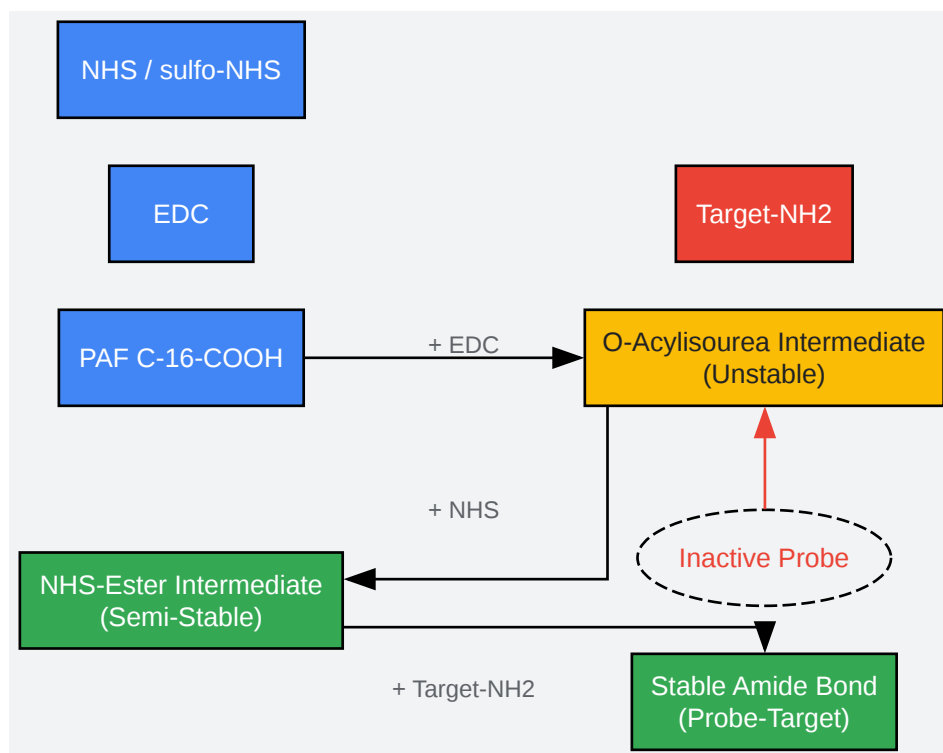 NHS / sulfo-NHS
EDC
Target-NH2
PAF C-16-COOH
+ EDC
O-Acylisourea Intermediate
(Unstable)
+ NHS
Inactive Probe
NHS-Ester Intermediate
(Semi-Stable)
+ Target-NH2
Stable Amide Bond
(Probe-Target)